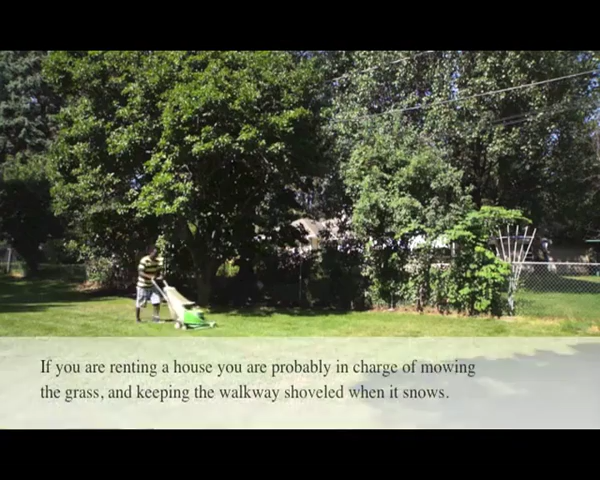 If you are renting a house you are probably in charge of mowing
the grass, and keeping the walkway shoveled when it snows.